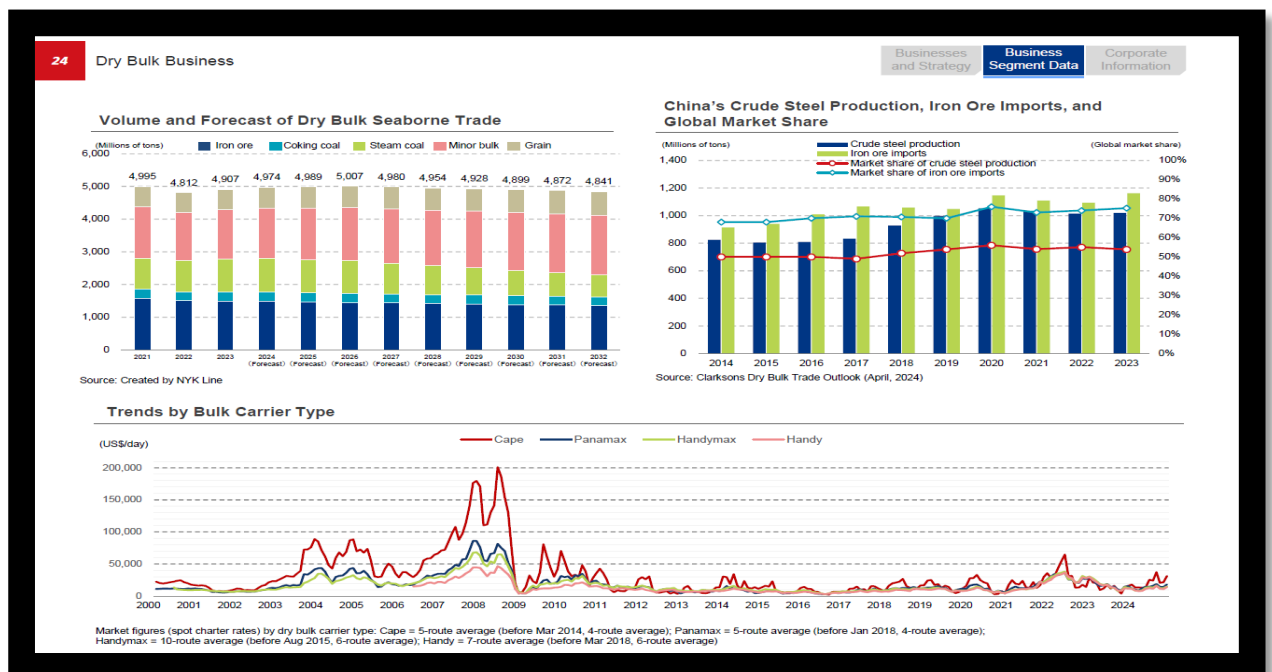 24 Dry Bulk Business
Businesses and Strategy
Business Segment Data
Corporate Information
Volume and Forecast of Dry Bulk Seaborne Trade
(Millions of tons)
Iron ore Coking coal Steam coal Minor bulk Grain
6,000
5,000
4,000
3,000
2,000
1,000
0
4,995 4,812 4,907 4,974 4,989 5,007 4,980 4,954 4,928 4,899 4,872 4,841
2021 2022 2023 2024 2025 2026 2027 2028 2029 2030 2031 2032
(Forecast) (Forecast) (Forecast) (Forecast) (Forecast) (Forecast) (Forecast) (Forecast) (Forecast)
Source: Created by NYK Line
China's Crude Steel Production, Iron Ore Imports, and
Global Market Share
(Millions of tons)
(Global market share)
Crude steel production
Iron ore imports
Market share of crude steel production
Market share of iron ore imports
1,400
1,200
1,000
800
600
400
200
0
100%
90%
80%
70%
60%
50%
40%
30%
20%
10%
0%
2014 2015 2016 2017 2018 2019 2020 2021 2022 2023
Source: Clarksons Dry Bulk Trade Outlook (April, 2024)
Trends by Bulk Carrier Type
(US$/day)
Cape Panamax Handymax Handy
200,000
150,000
100,000
50,000
0
2000 2001 2002 2003 2004 2005 2006 2007 2008 2009 2010 2011 2012 2013 2014 2015 2016 2017 2018 2019 2020 2021 2022 2023 2024
Market figures (spot charter rates) by dry bulk carrier type: Cape = 5-route average (before Mar 2014, 4-route average); Panamax = 5-route average (before Jan 2018, 4-route average);
Handymax = 10-route average (before Aug 2015, 6-route average); Handy = 7-route average (before Mar 2018, 6-route average)